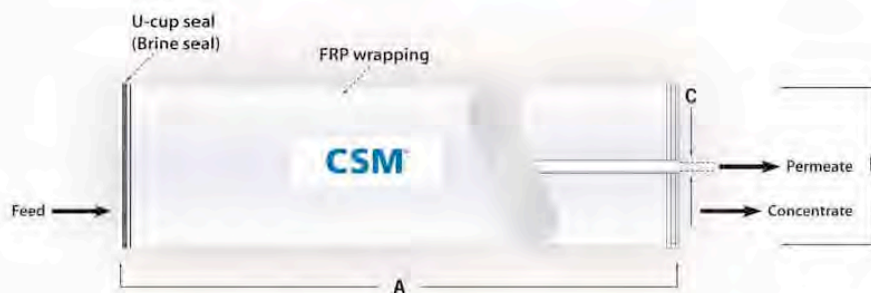 U-cup seal
(Brine seal)
FRP wrapping
C
CSM
Permeate
Feed
Concentrate
A